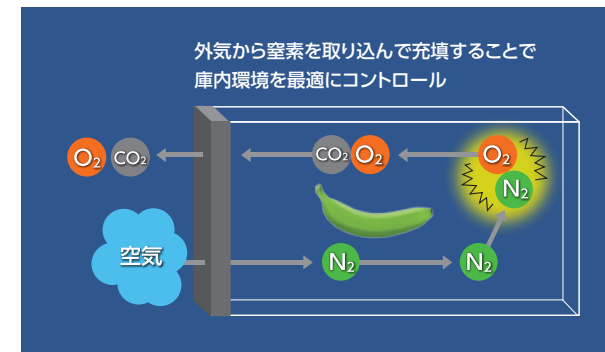 外気から窒素を取り込んで充填することで
庫内環境を最適にコントロール
O₂ CO₂ CO₂ O₂ O₂
N₂
空気 N₂ N₂